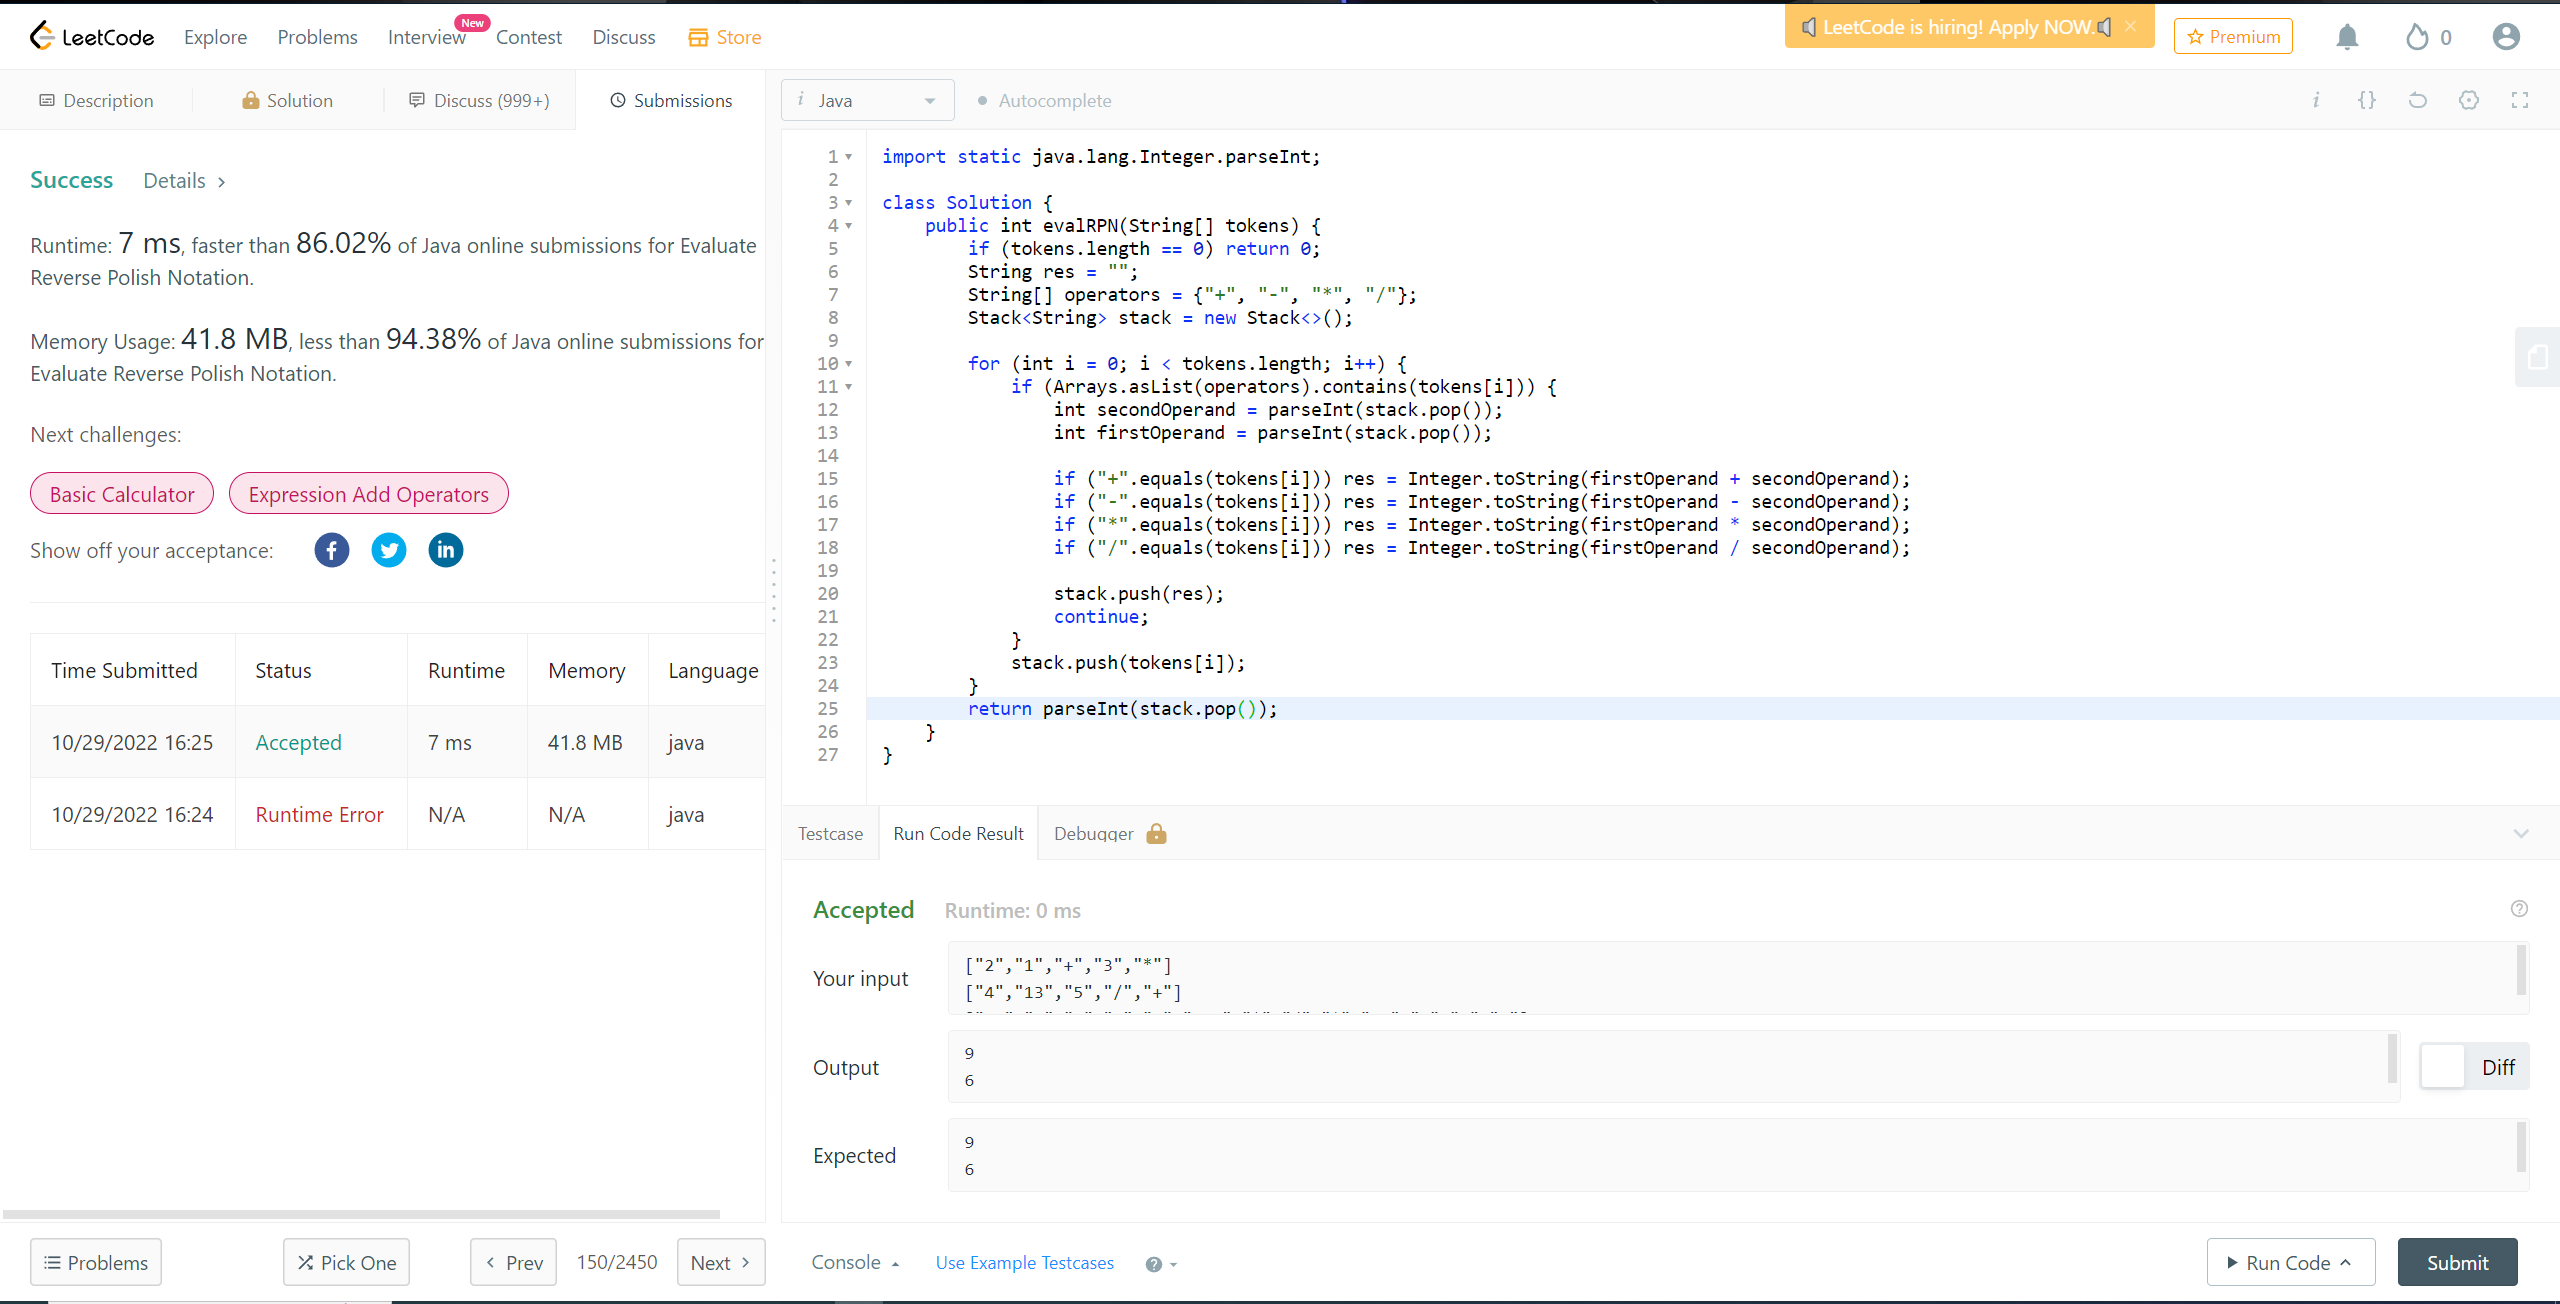 LeetCode Explore Problems Interview New Contest Discuss Store LeetCode is hiring! Apply NOW. Premium 0
Description Solution Discuss (999+) Submissions
Success Details
Runtime: 7 ms, faster than 86.02% of Java online submissions for Evaluate
Reverse Polish Notation.
Memory Usage: 41.8 MB, less than 94.38% of Java online submissions for
Evaluate Reverse Polish Notation.
Next challenges:
Basic Calculator Expression Add Operators
Show off your acceptance:
Time Submitted Status Runtime Memory Language
10/29/2022 16:25 Accepted 7 ms 41.8 MB java
10/29/2022 16:24 Runtime Error N/A N/A java
Problems Pick One Prev 150/2450 Next
i Java Autocomplete i {}
1 import static java.lang.Integer.parseInt;
2
3 class Solution {
4 public int evalRPN(String[] tokens) {
5 if (tokens.length == 0) return 0;
6 String res = "";
7 String[] operators = {"+", "-", "*", "/"};
8 Stack<String> stack = new Stack<>();
9
10 for (int i = 0; i < tokens.length; i++) {
11 if (Arrays.asList(operators).contains(tokens[i])) {
12 int secondOperand = parseInt(stack.pop());
13 int firstOperand = parseInt(stack.pop());
14
15 if ("+".equals(tokens[i])) res = Integer.toString(firstOperand + secondOperand);
16 if ("-".equals(tokens[i])) res = Integer.toString(firstOperand - secondOperand);
17 if ("*".equals(tokens[i])) res = Integer.toString(firstOperand * secondOperand);
18 if ("/".equals(tokens[i])) res = Integer.toString(firstOperand / secondOperand);
19
20 stack.push(res);
21 continue;
22 }
23 stack.push(tokens[i]);
24 }
25 return parseInt(stack.pop());
26 }
27 }
Testcase Run Code Result Debugger
Accepted Runtime: 0 ms
Your input
["2","1","+","3","*"]
["4","13","5","/","+"]
Output
9
6
Diff
Expected
9
6
Console Use Example Testcases Run Code Submit